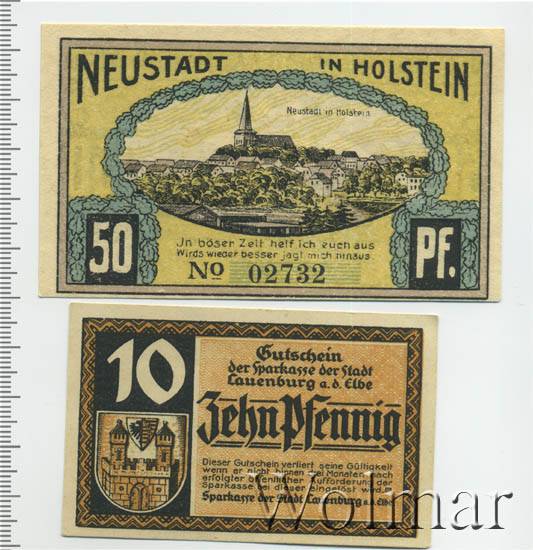 NEUSTADT IN HOLSTEIN
Neustadt in Holstein
50 Pf.
In böser Zeit helf ich euch aus
Wirds wieder besser jagt mich hinaus.
No 02732
10
Gutschein
der Sparkasse der Stadt
Lauenburg a. d. Elbe
Zehn Pfennig
Dieser Gutschein verliert seine Gültigkeit
wenn er nicht binnen drei Monaten nach
erfolgter öffentlicher Aufforderung der
Sparkasse bei dieser eingelöst wird.
Sparkasse der Stadt Lauenburg a.d. Elbe
Wolmar